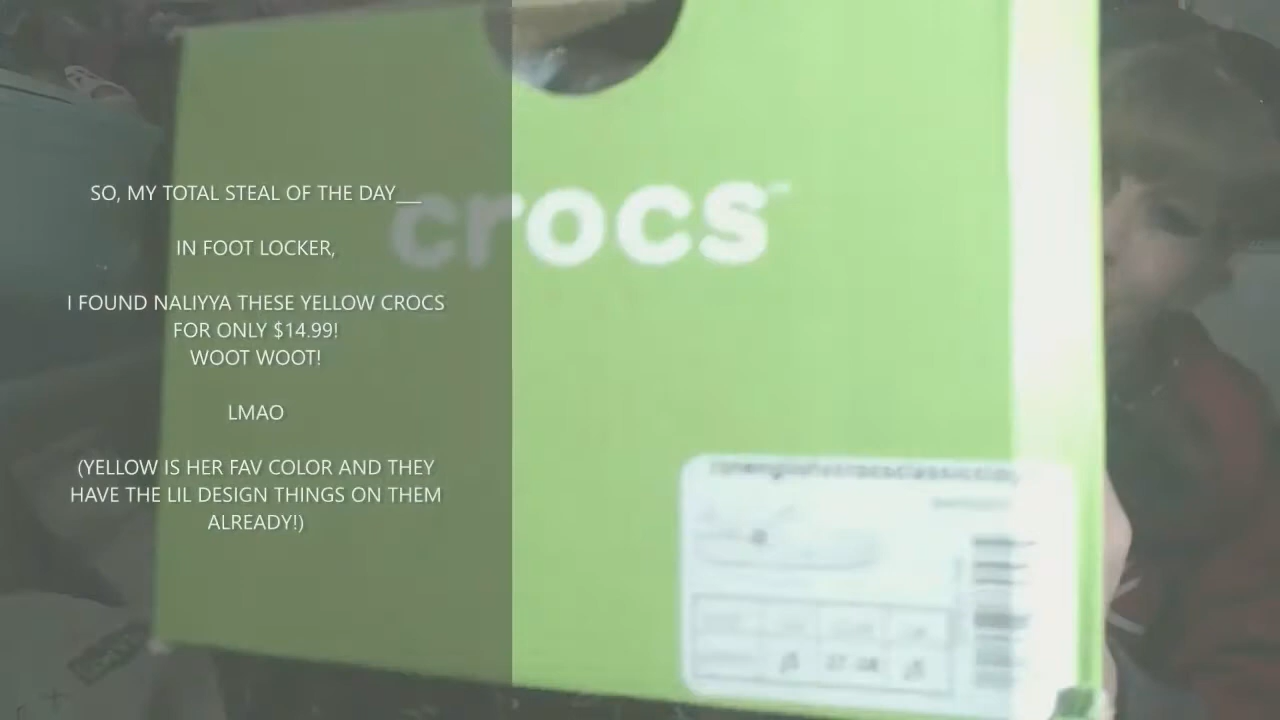 SO, MY TOTAL STEAL OF THE DAY___
IN FOOT LOCKER,
I FOUND NALIYYA THESE YELLOW CROCS
FOR ONLY $14.99!
WOOT WOOT!
LMAO
(YELLOW IS HER FAV COLOR AND THEY
HAVE THE LIL DESIGN THINGS ON THEM
ALREADY!)
crocs™